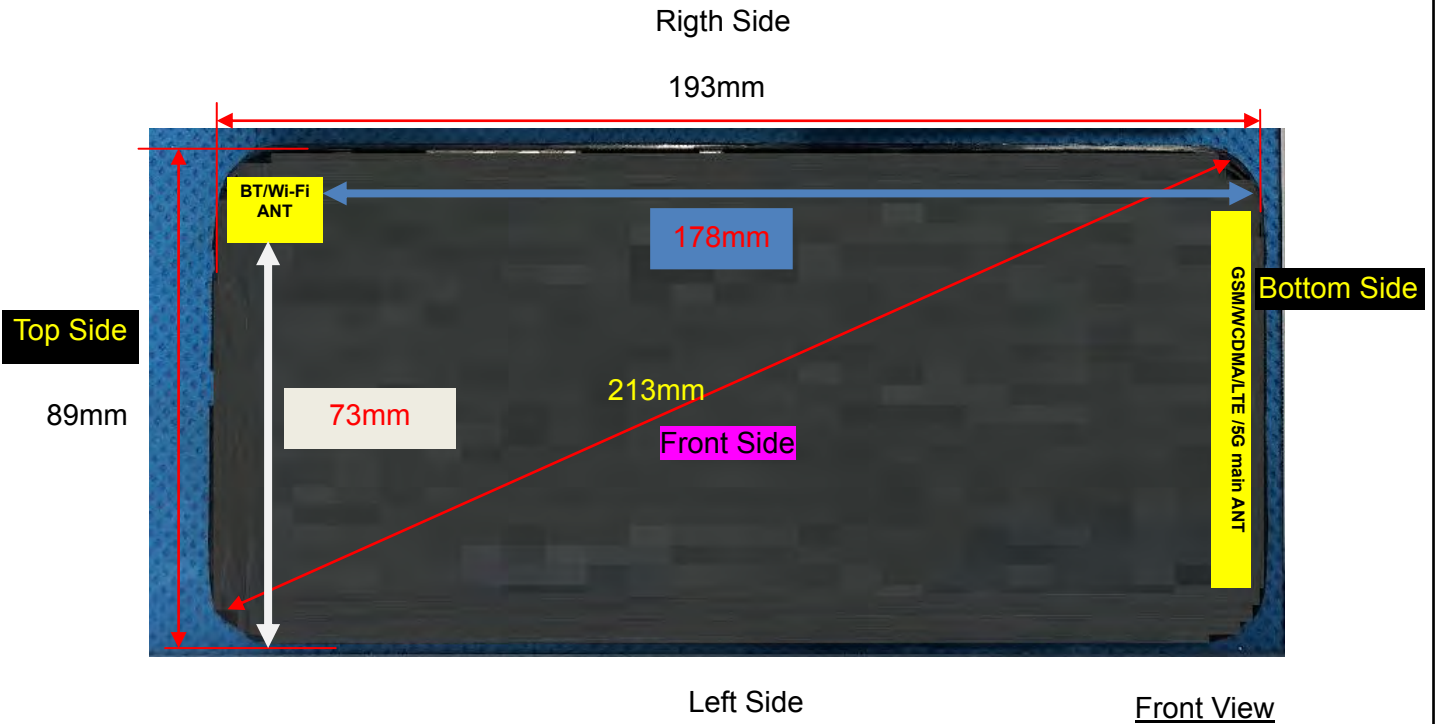 Rigth Side
193mm
BT/Wi-Fi
ANT
178mm
GSM/WCDMA/LTE /5G main ANT
Bottom Side
Top Side
213mm
89mm
73mm
Front Side
Left Side
Front View